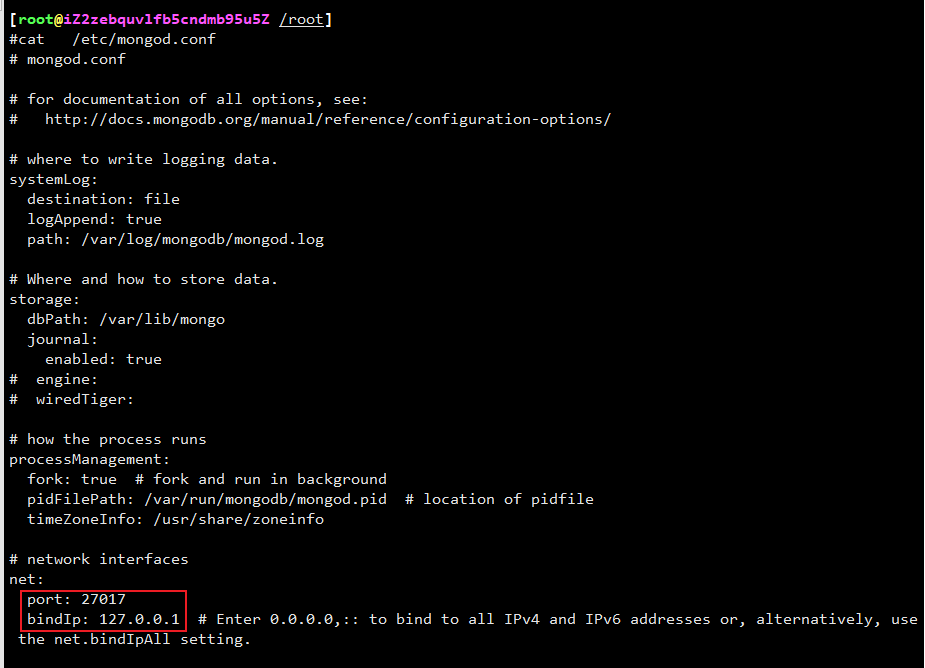 [root@iZ2zebquvlfb5cndmb95u5Z /root]
#cat   /etc/mongod.conf
# mongod.conf

# for documentation of all options, see:
#   http://docs.mongodb.org/manual/reference/configuration-options/

# where to write logging data.
systemLog:
  destination: file
  logAppend: true
  path: /var/log/mongodb/mongod.log

# Where and how to store data.
storage:
  dbPath: /var/lib/mongo
  journal:
    enabled: true
#  engine:
#  wiredTiger:

# how the process runs
processManagement:
  fork: true  # fork and run in background
  pidFilePath: /var/run/mongodb/mongod.pid  # location of pidfile
  timeZoneInfo: /usr/share/zoneinfo

# network interfaces
net:
  port: 27017
  bindIp: 127.0.0.1  # Enter 0.0.0.0,:: to bind to all IPv4 and IPv6 addresses or, alternatively, use
 the net.bindIpAll setting.